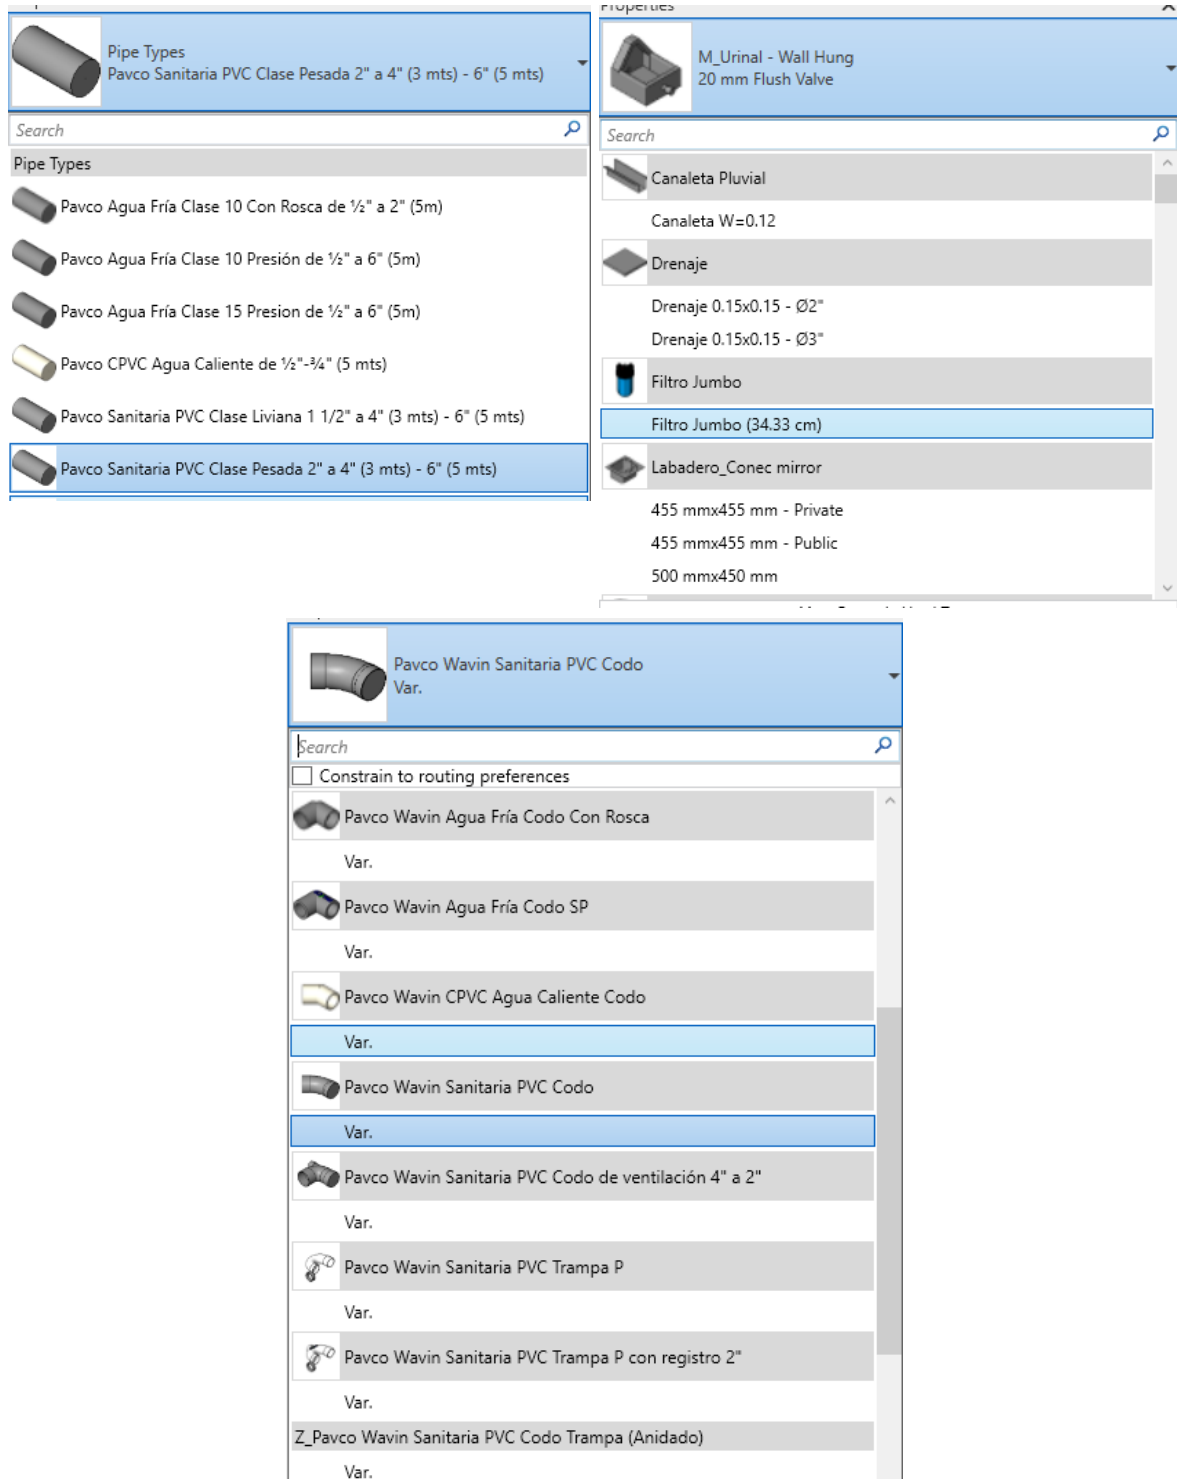 Pipe Types
Pavco Sanitaria PVC Clase Pesada 2" a 4" (3 mts) - 6" (5 mts)
Search
Pipe Types
Pavco Agua Fría Clase 10 Con Rosca de ½" a 2" (5m)
Pavco Agua Fría Clase 10 Presión de ½" a 6" (5m)
Pavco Agua Fría Clase 15 Presion de ½" a 6" (5m)
Pavco CPVC Agua Caliente de ½"-¾" (5 mts)
Pavco Sanitaria PVC Clase Liviana 1 1/2" a 4" (3 mts) - 6" (5 mts)
Pavco Sanitaria PVC Clase Pesada 2" a 4" (3 mts) - 6" (5 mts)
Properties
M_Urinal - Wall Hung
20 mm Flush Valve
Search
Canaleta Pluvial
Canaleta W=0.12
Drenaje
Drenaje 0.15x0.15 - Ø2"
Drenaje 0.15x0.15 - Ø3"
Filtro Jumbo
Filtro Jumbo (34.33 cm)
Labadero_Conec mirror
455 mmx455 mm - Private
455 mmx455 mm - Public
500 mmx450 mm
Pavco Wavin Sanitaria PVC Codo
Var.
Search
Constrain to routing preferences
Pavco Wavin Agua Fría Codo Con Rosca
Var.
Pavco Wavin Agua Fría Codo SP
Var.
Pavco Wavin CPVC Agua Caliente Codo
Var.
Pavco Wavin Sanitaria PVC Codo
Var.
Pavco Wavin Sanitaria PVC Codo de ventilación 4" a 2"
Var.
Pavco Wavin Sanitaria PVC Trampa P
Var.
Pavco Wavin Sanitaria PVC Trampa P con registro 2"
Var.
Z_Pavco Wavin Sanitaria PVC Codo Trampa (Anidado)
Var.